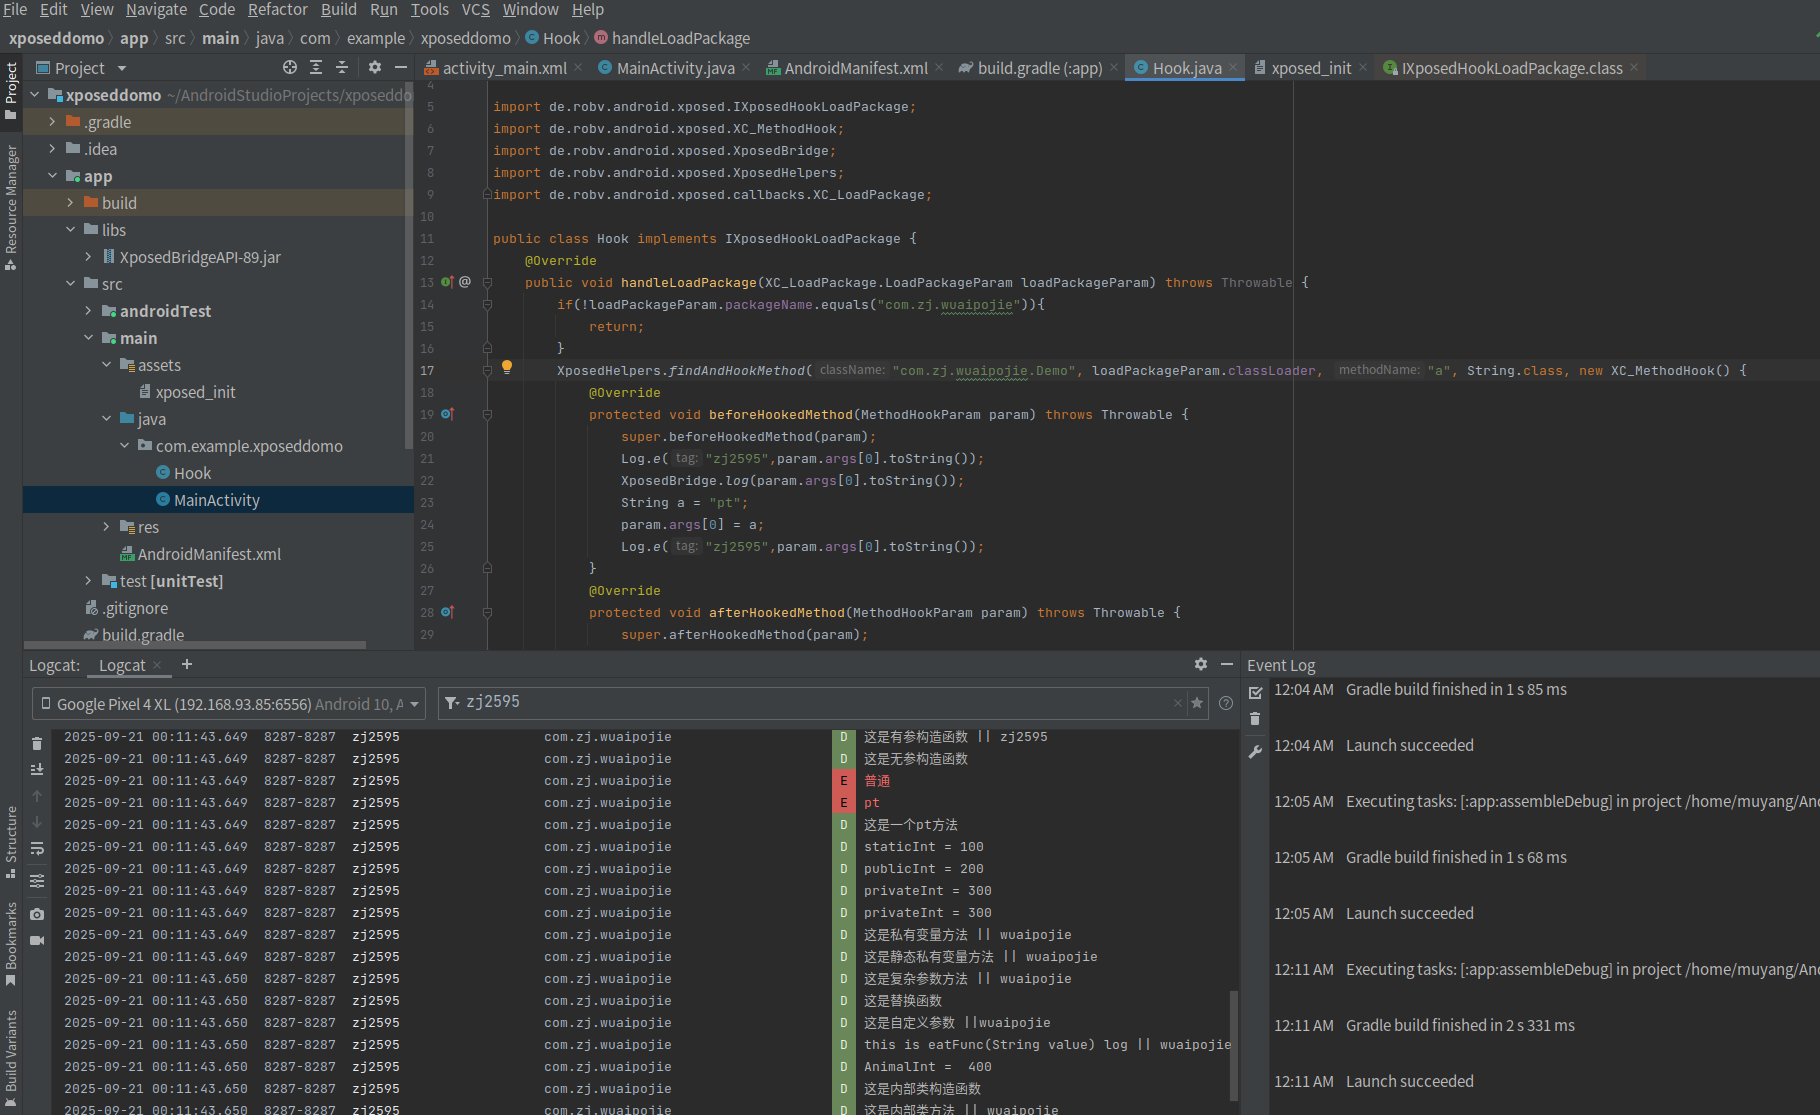 File Edit View Navigate Code Refactor Build Run Tools VCS Window Help
xposeddomo app src main java com example xposeddomo Hook handleLoadPackage
Project
activity_main.xml MainActivity.java AndroidManifest.xml build.gradle (:app) Hook.java xposed_init IXposedHookLoadPackage.class
Project
Resource Manager
Structure
Bookmarks
Build Variants
xposeddomo ~/AndroidStudioProjects/xposeddo
.gradle
.idea
app
build
libs
XposedBridgeAPI-89.jar
src
androidTest
main
assets
xposed_init
java
com.example.xposeddomo
Hook
MainActivity
res
AndroidManifest.xml
test [unitTest]
.gitignore
build.gradle
4
5 import de.robv.android.xposed.IXposedHookLoadPackage;
6 import de.robv.android.xposed.XC_MethodHook;
7 import de.robv.android.xposed.XposedBridge;
8 import de.robv.android.xposed.XposedHelpers;
9 import de.robv.android.xposed.callbacks.XC_LoadPackage;
10
11 public class Hook implements IXposedHookLoadPackage {
12 @Override
13 @ public void handleLoadPackage(XC_LoadPackage.LoadPackageParam loadPackageParam) throws Throwable {
14 if(!loadPackageParam.packageName.equals("com.zj.wuaipojie")){
15 return;
16 }
17 XposedHelpers.findAndHookMethod( className: "com.zj.wuaipojie.Demo", loadPackageParam.classLoader, methodName: "a", String.class, new XC_MethodHook() {
18 @Override
19 protected void beforeHookedMethod(MethodHookParam param) throws Throwable {
20 super.beforeHookedMethod(param);
21 Log.e( tag: "zj2595",param.args[0].toString());
22 XposedBridge.log(param.args[0].toString());
23 String a = "pt";
24 param.args[0] = a;
25 Log.e( tag: "zj2595",param.args[0].toString());
26 }
27 @Override
28 protected void afterHookedMethod(MethodHookParam param) throws Throwable {
29 super.afterHookedMethod(param);
Logcat: Logcat +
Google Pixel 4 XL (192.168.93.85:6556) Android 10, A
zj2595
2025-09-21 00:11:43.649 8287-8287 zj2595 com.zj.wuaipojie D 这是有参构造函数 || zj2595
2025-09-21 00:11:43.649 8287-8287 zj2595 com.zj.wuaipojie D 这是无参构造函数
2025-09-21 00:11:43.649 8287-8287 zj2595 com.zj.wuaipojie E 普通
2025-09-21 00:11:43.649 8287-8287 zj2595 com.zj.wuaipojie E pt
2025-09-21 00:11:43.649 8287-8287 zj2595 com.zj.wuaipojie D 这是一个pt方法
2025-09-21 00:11:43.649 8287-8287 zj2595 com.zj.wuaipojie D staticInt = 100
2025-09-21 00:11:43.649 8287-8287 zj2595 com.zj.wuaipojie D publicInt = 200
2025-09-21 00:11:43.649 8287-8287 zj2595 com.zj.wuaipojie D privateInt = 300
2025-09-21 00:11:43.649 8287-8287 zj2595 com.zj.wuaipojie D privateInt = 300
2025-09-21 00:11:43.649 8287-8287 zj2595 com.zj.wuaipojie D 这是私有变量方法 || wuaipojie
2025-09-21 00:11:43.649 8287-8287 zj2595 com.zj.wuaipojie D 这是静态私有变量方法 || wuaipojie
2025-09-21 00:11:43.650 8287-8287 zj2595 com.zj.wuaipojie D 这是复杂参数方法 || wuaipojie
2025-09-21 00:11:43.650 8287-8287 zj2595 com.zj.wuaipojie D 这是替换函数
2025-09-21 00:11:43.650 8287-8287 zj2595 com.zj.wuaipojie D 这是自定义参数 ||wuaipojie
2025-09-21 00:11:43.650 8287-8287 zj2595 com.zj.wuaipojie D this is eatFunc(String value) log || wuaipojie
2025-09-21 00:11:43.650 8287-8287 zj2595 com.zj.wuaipojie D AnimalInt = 400
2025-09-21 00:11:43.650 8287-8287 zj2595 com.zj.wuaipojie D 这是内部类构造函数
2025-09-21 00:11:43.650 8287-8287 zj2595 com.zj.wuaipojie D 这是内部类方法 || wuaipojie
Event Log
12:04 AM Gradle build finished in 1 s 85 ms
12:04 AM Launch succeeded
12:05 AM Executing tasks: [:app:assembleDebug] in project /home/muyang/And
12:05 AM Gradle build finished in 1 s 68 ms
12:05 AM Launch succeeded
12:11 AM Executing tasks: [:app:assembleDebug] in project /home/muyang/And
12:11 AM Gradle build finished in 2 s 331 ms
12:11 AM Launch succeeded